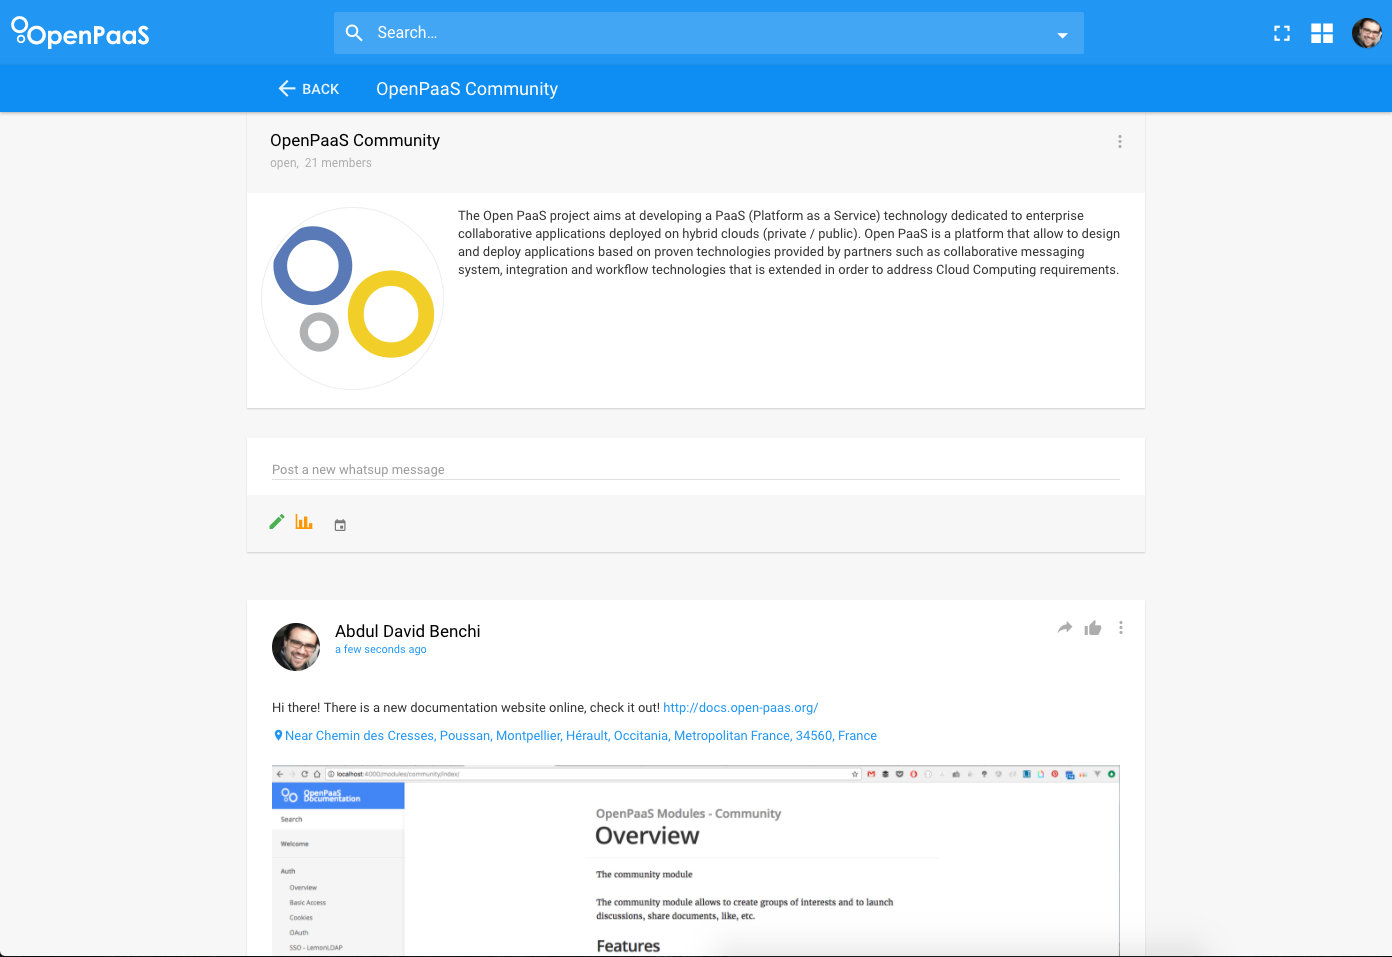 OpenPaaS
Search...
BACK
OpenPaaS Community
OpenPaaS Community
open, 21 members
The Open PaaS project aims at developing a PaaS (Platform as a Service) technology dedicated to enterprise
collaborative applications deployed on hybrid clouds (private / public). Open PaaS is a platform that allow to design
and deploy applications based on proven technologies provided by partners such as collaborative messaging
system, integration and workflow technologies that is extended in order to address Cloud Computing requirements.
Post a new whatsup message
Abdul David Benchi
a few seconds ago
Hi there! There is a new documentation website online, check it out! http://docs.open-paas.org/
Near Chemin des Cresses, Poussan, Montpellier, Hérault, Occitania, Metropolitan France, 34560, France
localhost:4000/modules/community/index/
OpenPaaS
Documentation
Search
Welcome
Auth
Overview
Basic Access
Cookies
OAuth
SSO - LemonLDAP
OpenPaaS Modules - Community
Overview
The community module
The community module allows to create groups of interests and to launch
discussions, share documents, like, etc.
Features